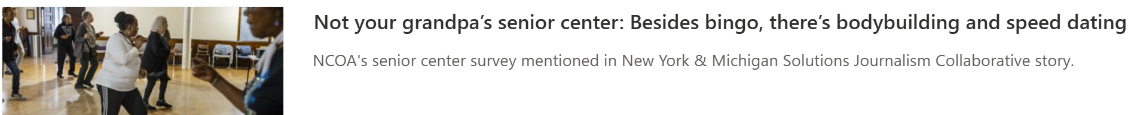 Not your grandpa’s senior center: Besides bingo, there’s bodybuilding and speed dating
NCOA's senior center survey mentioned in New York & Michigan Solutions Journalism Collaborative story.